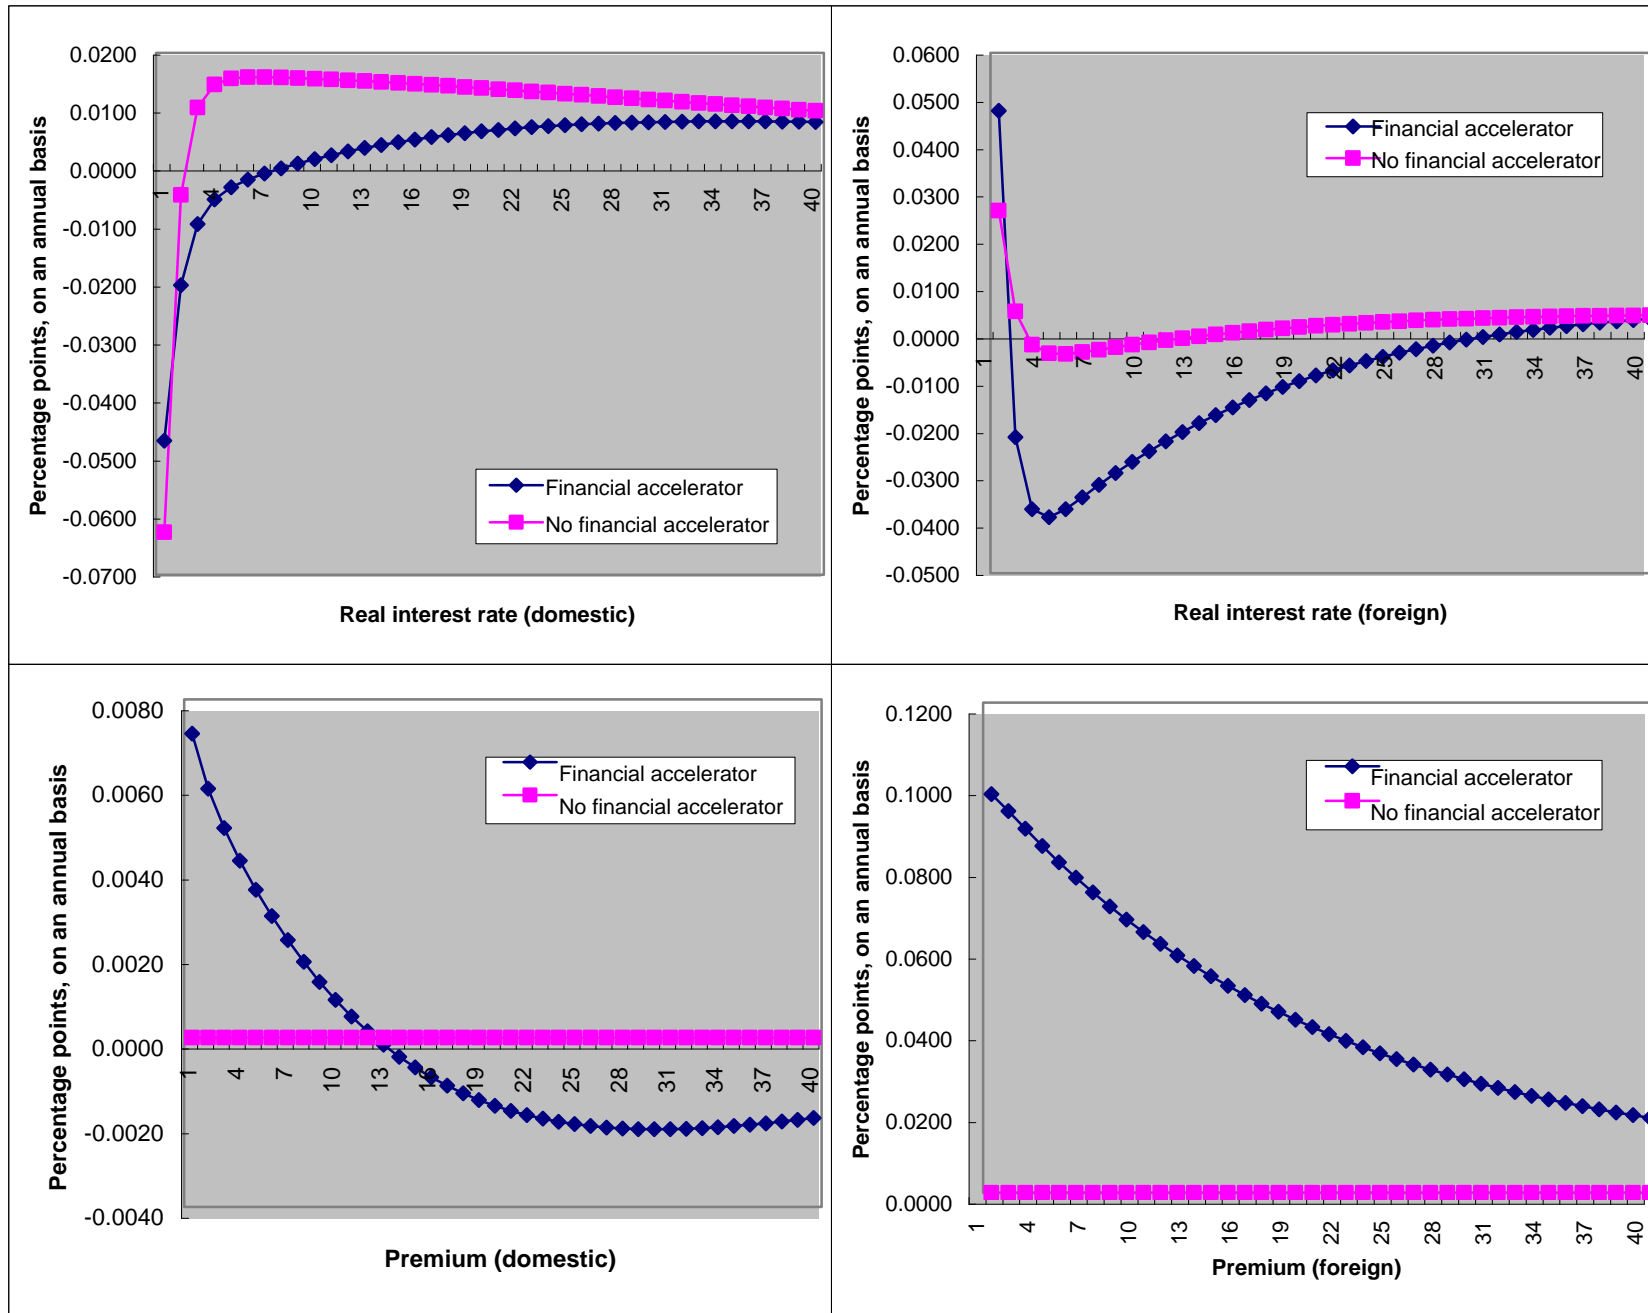 Percentage points, on an annual basis
0.0200
0.0100
0.0000
-0.0100
-0.0200
-0.0300
-0.0400
-0.0500
-0.0600
-0.0700
1 4 7 10 13 16 19 22 25 28 31 34 37 40
Financial accelerator
No financial accelerator
Real interest rate (domestic)
Percentage points, on an annual basis
0.0600
0.0500
0.0400
0.0300
0.0200
0.0100
0.0000
-0.0100
-0.0200
-0.0300
-0.0400
-0.0500
1 4 7 10 13 16 19 22 25 28 31 34 37 40
Financial accelerator
No financial accelerator
Real interest rate (foreign)
Percentage points, on an annual basis
0.0080
0.0060
0.0040
0.0020
0.0000
-0.0020
-0.0040
1 4 7 10 13 16 19 22 25 28 31 34 37 40
Financial accelerator
No financial accelerator
Premium (domestic)
Percentage points, on an annual basis
0.1200
0.1000
0.0800
0.0600
0.0400
0.0200
0.0000
1 4 7 10 13 16 19 22 25 28 31 34 37 40
Financial accelerator
No financial accelerator
Premium (foreign)